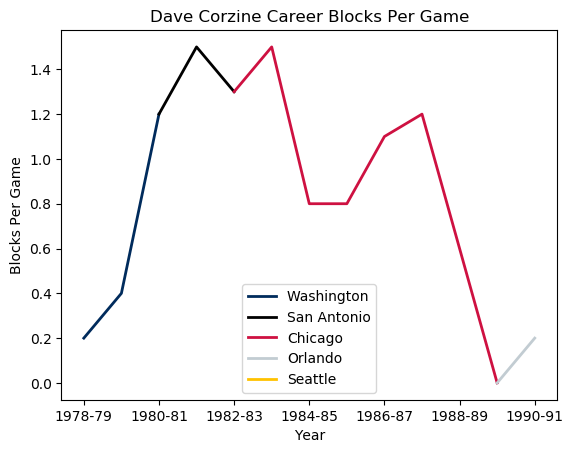 Dave Corzine Career Blocks Per Game
Blocks Per Game
1.4
1.2
1.0
0.8
0.6
0.4
0.2
0.0
Washington
San Antonio
Chicago
Orlando
Seattle
1978-79 1980-81 1982-83 1984-85 1986-87 1988-89 1990-91
Year